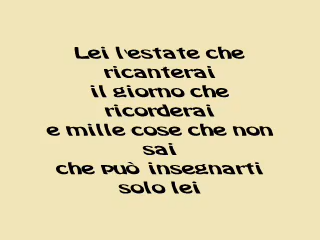 Lei l'estate che
ricanterai
il giorno che
ricorderai
e mille cose che non
sai
che può insegnarti
solo lei